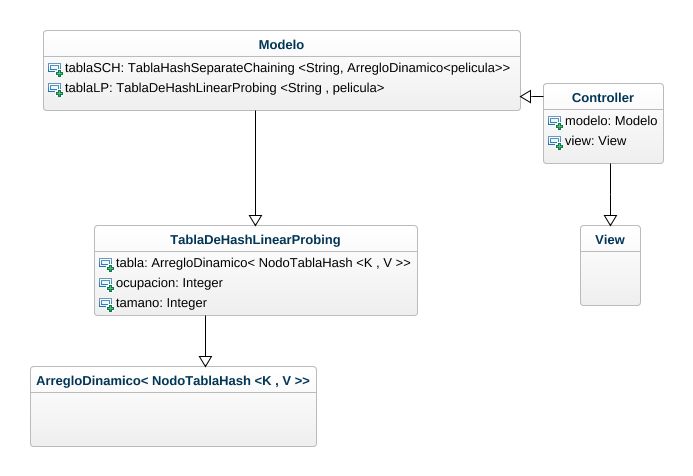 Modelo
tablaSCH: TablaHashSeparateChaining <String, ArregloDinamico<pelicula>>
tablaLP: TablaDeHashLinearProbing <String , pelicula>
Controller
modelo: Modelo
view: View
TablaDeHashLinearProbing
tabla: ArregloDinamico< NodoTablaHash <K , V >>
ocupacion: Integer
tamano: Integer
View
ArregloDinamico< NodoTablaHash <K , V >>